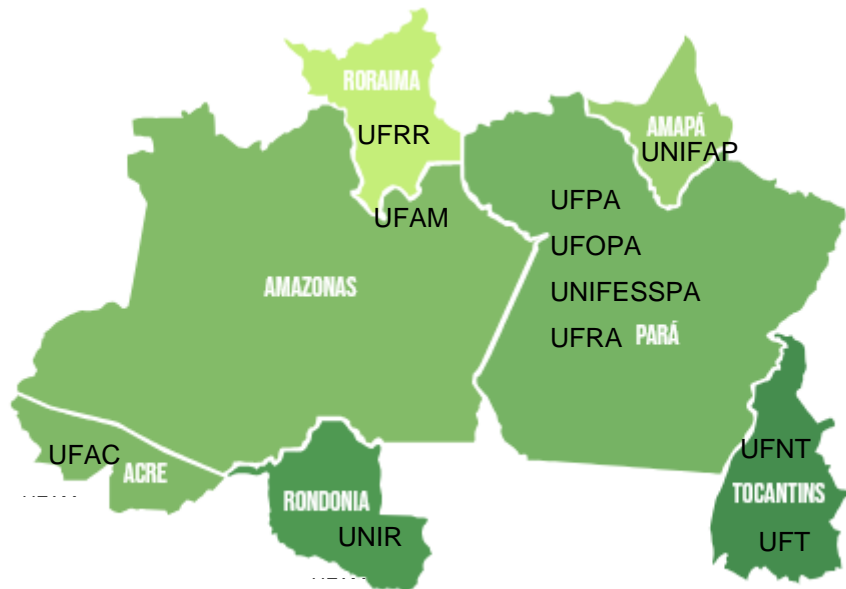 RORAIMA
UFRR
AMAPÁ
UNIFAP
UFAM
UFPA
UFOPA
UNIFESSPA
UFRA PARÁ
AMAZONAS
UFAC
ACRE
RONDONIA
UNIR
UFNT
TOCANTINS
UFT